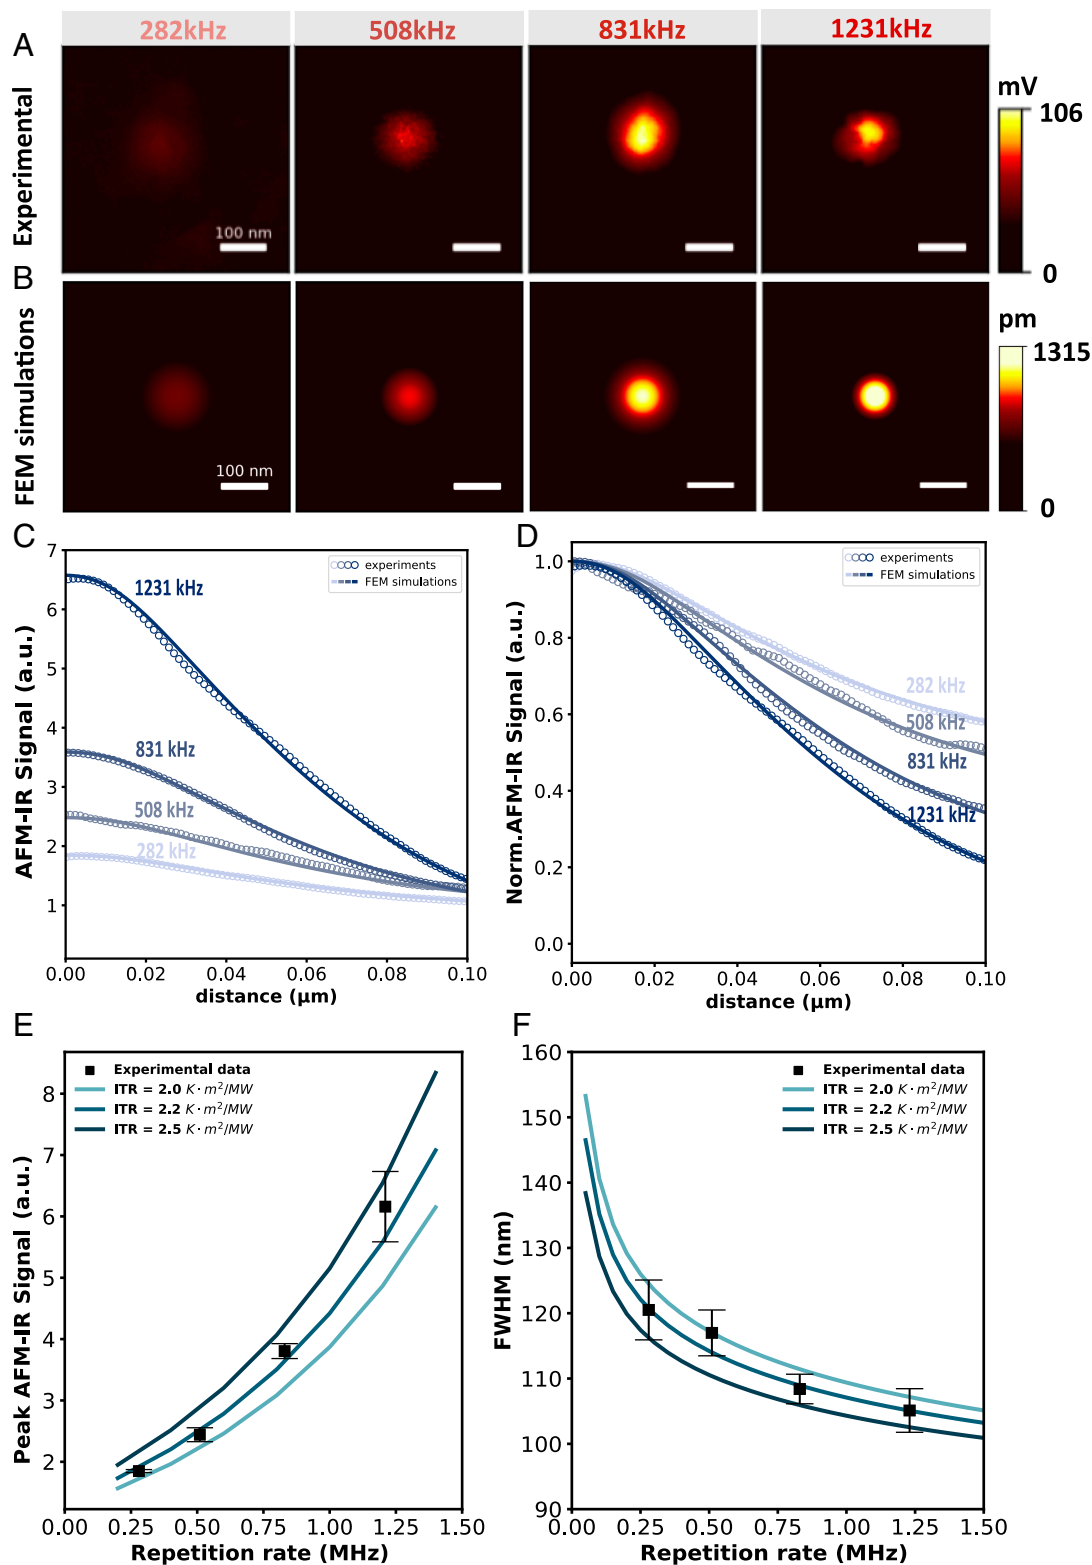 A
282kHz 508kHz 831kHz 1231kHz
Experimental
100 nm
mV
106
0
B
FEM simulations
100 nm
pm
1315
0
C
AFM-IR Signal (a.u.)
7
6
5
4
3
2
1
experiments
FEM simulations
1231 kHz
831 kHz
508 kHz
282 kHz
0.00 0.02 0.04 0.06 0.08 0.10
distance (μm)
D
Norm.AFM-IR Signal (a.u.)
1.0
0.8
0.6
0.4
0.2
0.0
experiments
FEM simulations
282 kHz
508 kHz
831 kHz
1231 kHz
0.00 0.02 0.04 0.06 0.08 0.10
distance (μm)
E
Peak AFM-IR Signal (a.u.)
8
7
6
5
4
3
2
Experimental data
ITR = 2.0 K·m²/MW
ITR = 2.2 K·m²/MW
ITR = 2.5 K·m²/MW
0.00 0.25 0.50 0.75 1.00 1.25 1.50
Repetition rate (MHz)
F
FWHM (nm)
160
150
140
130
120
110
100
90
Experimental data
ITR = 2.0 K·m²/MW
ITR = 2.2 K·m²/MW
ITR = 2.5 K·m²/MW
0.00 0.25 0.50 0.75 1.00 1.25 1.50
Repetition rate (MHz)